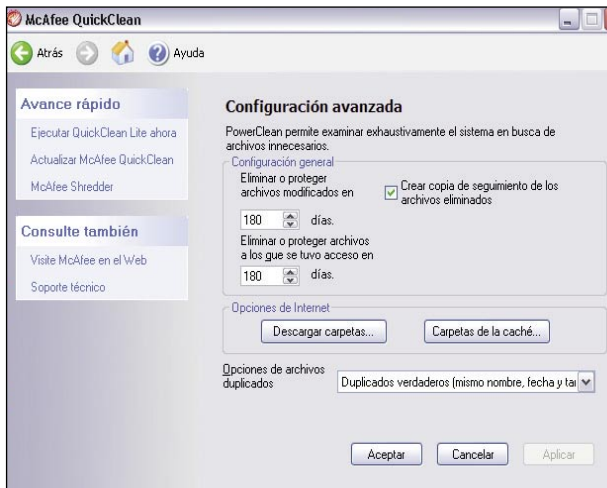 McAfee QuickClean
Atrás
Ayuda
Avance rápido
Ejecutar QuickClean Lite ahora
Actualizar McAfee QuickClean
McAfee Shredder
Consulte también
Visite McAfee en el Web
Soporte técnico
Configuración avanzada
PowerClean permite examinar exhaustivamente el sistema en busca de
archivos innecesarios.
Configuración general
Eliminar o proteger
archivos modificados en
180 días.
Crear copia de seguimiento de los
archivos eliminados
Eliminar o proteger archivos
a los que se tuvo acceso en
180 días.
Opciones de Internet
Descargar carpetas...
Carpetas de la caché...
Opciones de archivos
duplicados
Duplicados verdaderos (mismo nombre, fecha y tar
Aceptar
Cancelar
Aplicar